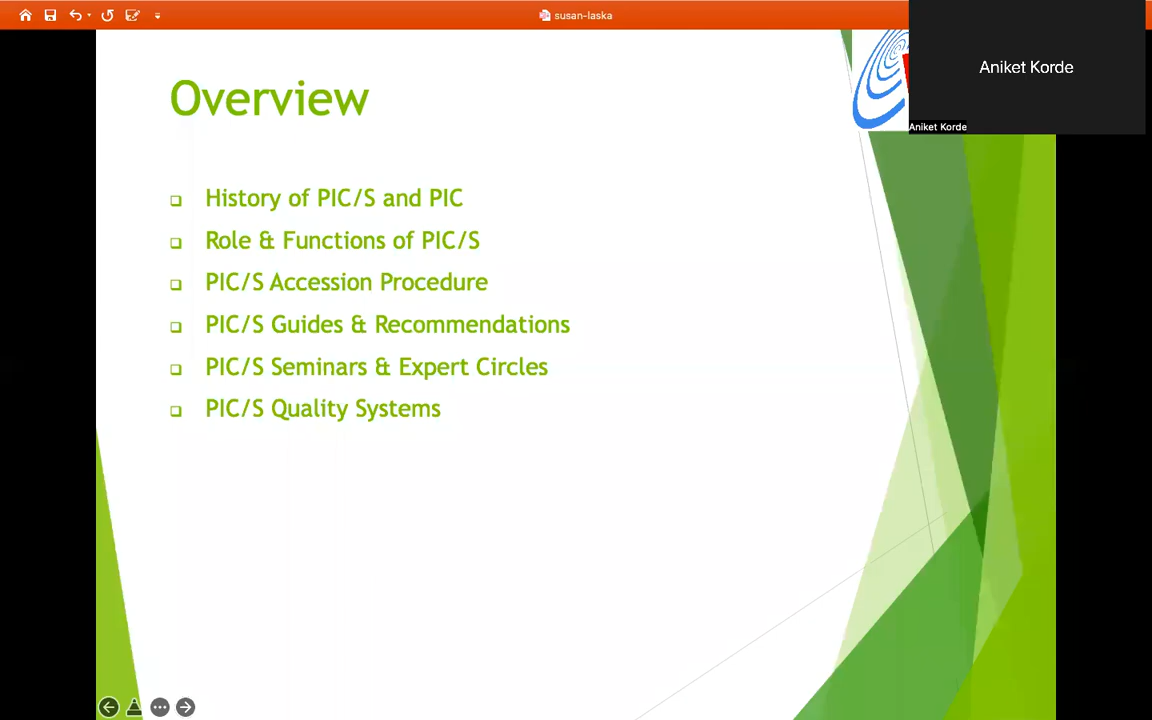 susan-laska
Aniket Korde
Aniket Korde
Overview
History of PIC/S and PIC
Role & Functions of PIC/S
PIC/S Accession Procedure
PIC/S Guides & Recommendations
PIC/S Seminars & Expert Circles
PIC/S Quality Systems